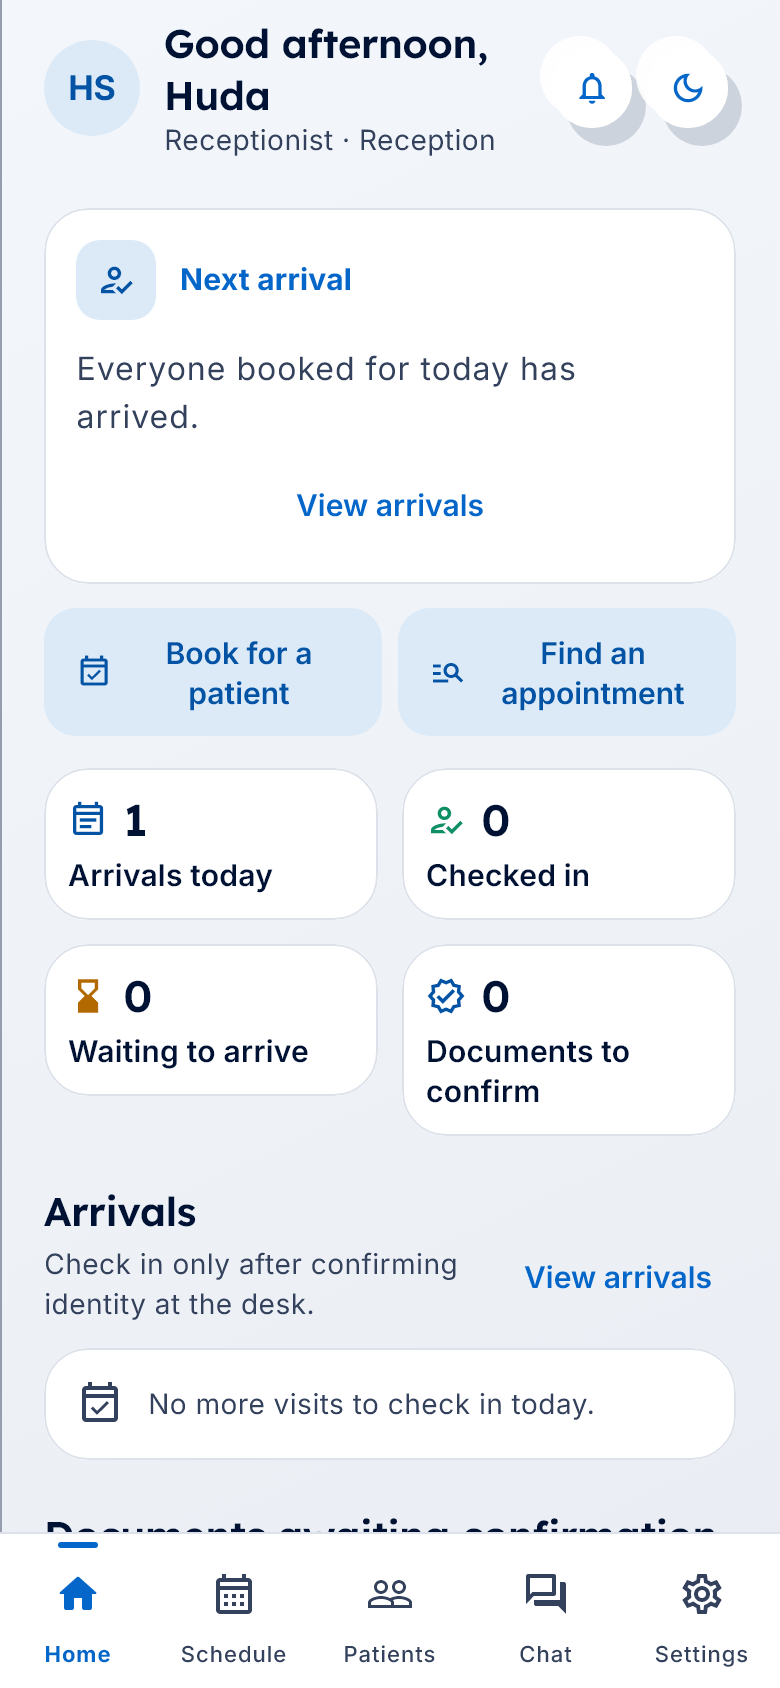 HS
Good afternoon,
Huda
Receptionist · Reception
Next arrival
Everyone booked for today has
arrived.
View arrivals
Book for a
patient
Find an
appointment
1
Arrivals today
0
Checked in
0
Waiting to arrive
0
Documents to
confirm
Arrivals
Check in only after confirming
identity at the desk.
View arrivals
No more visits to check in today.
Documents awaiting confirmation
Home
Schedule
Patients
Chat
Settings